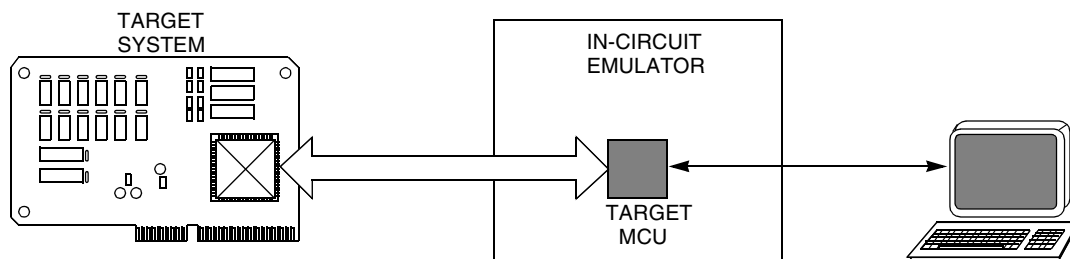 TARGET
SYSTEM
IN-CIRCUIT
EMULATOR
TARGET
MCU